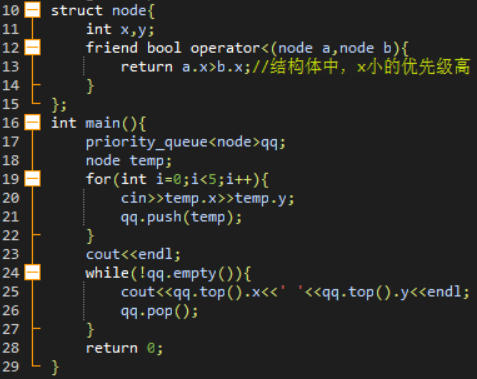 10 struct node{
11     int x,y;
12     friend bool operator<(node a,node b){
13         return a.x>b.x;//结构体中，x小的优先级高
14     }
15 };
16 int main(){
17     priority_queue<node>qq;
18     node temp;
19     for(int i=0;i<5;i++){
20         cin>>temp.x>>temp.y;
21         qq.push(temp);
22     }
23     cout<<endl;
24     while(!qq.empty()){
25         cout<<qq.top().x<<' '<<qq.top().y<<endl;
26         qq.pop();
27     }
28     return 0;
29 }